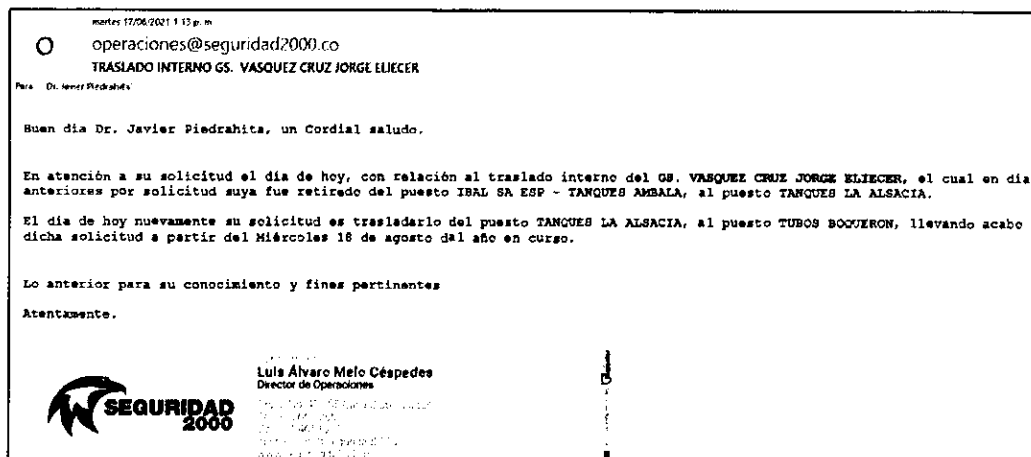 martes 17/08/2021 1:13 p. m.
operaciones@seguridad2000.co
TRASLADO INTERNO GS. VASQUEZ CRUZ JORGE ELIECER
Para Dr. Piedrahita'
Buen dia Dr. Javier Piedrahita, un Cordial saludo.
En atención a su solicitud el día de hoy, con relación al traslado interno del GS. VASQUEZ CRUZ JORGE ELIECER, el cual en dia
anteriores por solicitud suya fue retirado del puesto IBAL SA ESP - TANQUES AMBALA, al puesto TANQUES LA ALSACIA.
El día de hoy nuevamente su solicitud es trasladarlo del puesto TANQUES LA ALSACIA, al puesto TUBOS BOQUERON, llevando acabo
dicha solicitud a partir del Miércoles 18 de agosto del año en curso.
Lo anterior para su conocimiento y fines pertinentes
Atentamente.
Luis Álvaro Melo Céspedes
Director de Operaciones
SEGURIDAD
2000